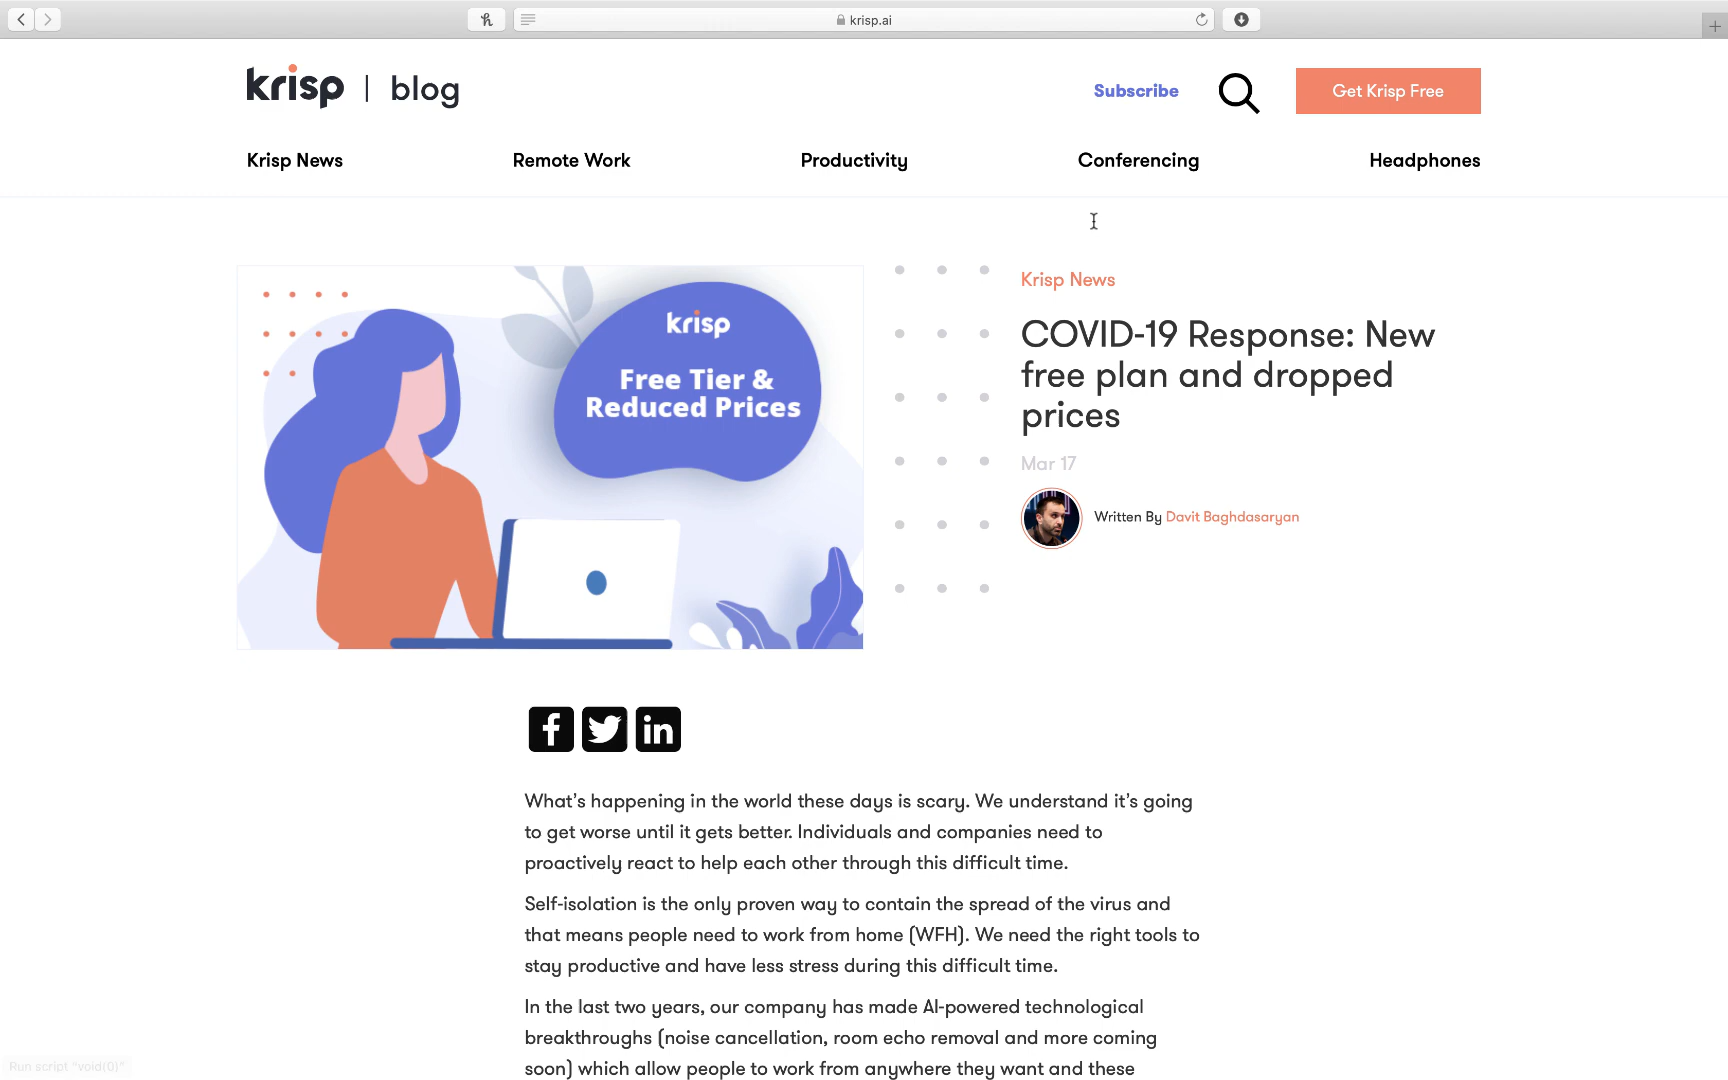 krisp.ai
krisp | blog
Subscribe
Get Krisp Free
Krisp News
Remote Work
Productivity
Conferencing
Headphones
krisp
Free Tier &
Reduced Prices
Krisp News
COVID-19 Response: New
free plan and dropped
prices
Mar 17
Written By Davit Baghdasaryan
What’s happening in the world these days is scary. We understand it’s going
to get worse until it gets better. Individuals and companies need to
proactively react to help each other through this difficult time.
Self-isolation is the only proven way to contain the spread of the virus and
that means people need to work from home (WFH). We need the right tools to
stay productive and have less stress during this difficult time.
In the last two years, our company has made AI-powered technological
breakthroughs (noise cancellation, room echo removal and more coming
soon) which allow people to work from anywhere they want and these
Run script "void(0)"